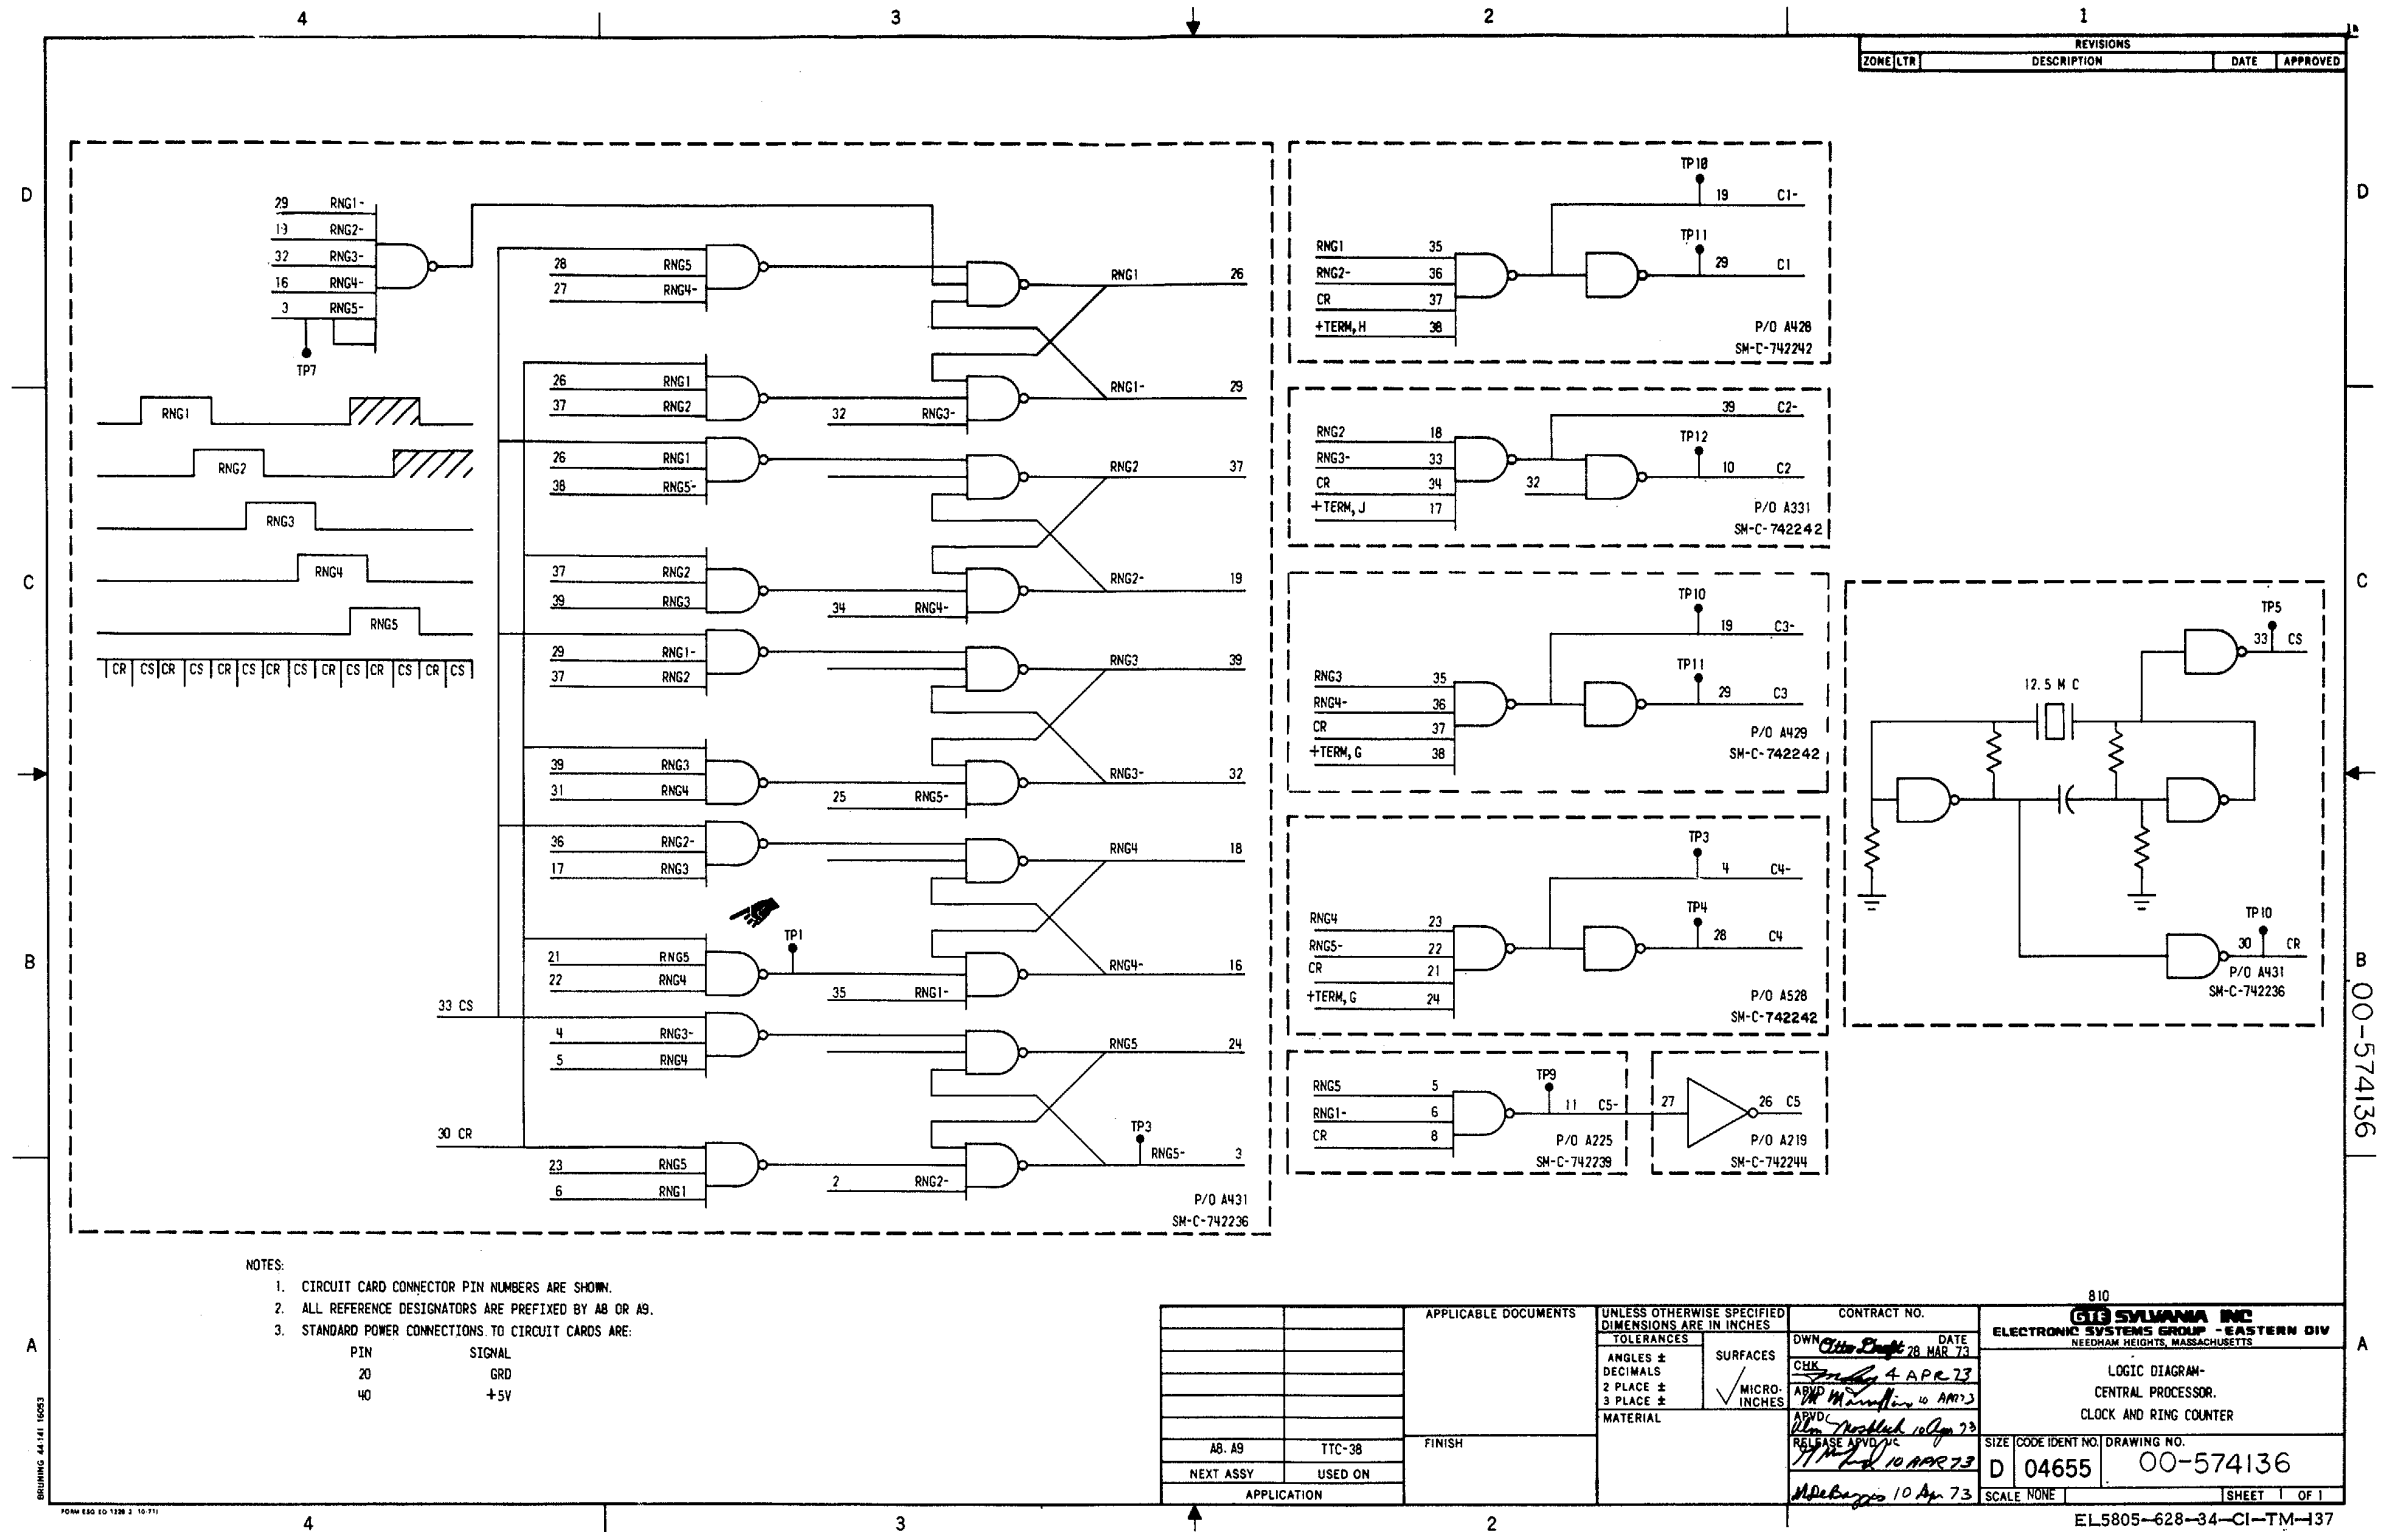 4 3 2 1
REVISIONS
ZONE LTR DESCRIPTION DATE APPROVED
D
D
29 RNG1-
19 RNG2-
32 RNG3-
16 RNG4-
3 RNG5-
TP7
RNG1
RNG2
RNG3
RNG4
RNG5
CR CS CR CS CR CS CR CS CR CS CR CS CR CS
28 RNG5
27 RNG4-
RNG1 26
26 RNG1
37 RNG2
32 RNG3-
RNG1- 29
26 RNG1
38 RNG5-
RNG2 37
37 RNG2
39 RNG3
34 RNG4-
RNG2- 19
29 RNG1-
37 RNG2
RNG3 39
39 RNG3
31 RNG4
25 RNG5-
RNG3- 32
36 RNG2-
17 RNG3
RNG4 18
TP1
21 RNG5
22 RNG4
35 RNG1-
RNG4- 16
33 CS
4 RNG3-
5 RNG4
RNG5 24
30 CR
23 RNG5
6 RNG1
2 RNG2-
TP3
RNG5- 3
P/O A431
SM-C-742236
TP10
19 C1-
TP11
29 C1
RNG1 35
RNG2- 36
CR 37
+TERM,H 38
P/O A428
SM-C-742242
39 C2-
TP12
10 C2
RNG2 18
RNG3- 33
CR 34
32
+TERM,J 17
P/O A331
SM-C-742242
TP10
19 C3-
TP11
29 C3
RNG3 35
RNG4- 36
CR 37
+TERM,G 38
P/O A429
SM-C-742242
TP3
4 C4-
TP4
28 C4
RNG4 23
RNG5- 22
CR 21
+TERM,G 24
P/O A528
SM-C-742242
RNG5 5
RNG1- 6
CR 8
TP9
11 C5-
P/O A225
SM-C-742239
27
26 C5
P/O A219
SM-C-742244
C
C
TP5
33 CS
12.5 M C
TP10
30 CR
P/O A431
SM-C-742236
B
B
00-574136
NOTES:
1. CIRCUIT CARD CONNECTOR PIN NUMBERS ARE SHOWN.
2. ALL REFERENCE DESIGNATORS ARE PREFIXED BY A8 OR A9.
3. STANDARD POWER CONNECTIONS TO CIRCUIT CARDS ARE:
PIN SIGNAL
20 GRD
40 +5V
A
A
BRUNING 44-141 16053
A8. A9 TTC-38
NEXT ASSY USED ON
APPLICATION
APPLICABLE DOCUMENTS
FINISH
UNLESS OTHERWISE SPECIFIED
DIMENSIONS ARE IN INCHES
TOLERANCES
ANGLES ±
DECIMALS
2 PLACE ±
3 PLACE ±
SURFACES
MICRO-
INCHES
MATERIAL
CONTRACT NO.
DWN DATE
28 MAR 73
CHK 4 APR 73
APVD 10 APR 73
APVD 10 Apr 73
RELEASE APVD 10 APR 73
10 Apr 73
810
GTE SYLVANIA INC
ELECTRONIC SYSTEMS GROUP - EASTERN DIV
NEEDHAM HEIGHTS, MASSACHUSETTS
LOGIC DIAGRAM-
CENTRAL PROCESSOR.
CLOCK AND RING COUNTER
SIZE CODE IDENT NO. DRAWING NO.
D 04655 00-574136
SCALE NONE SHEET 1 OF 1
4 3 2
EL5805-628-34-C1-TM-137